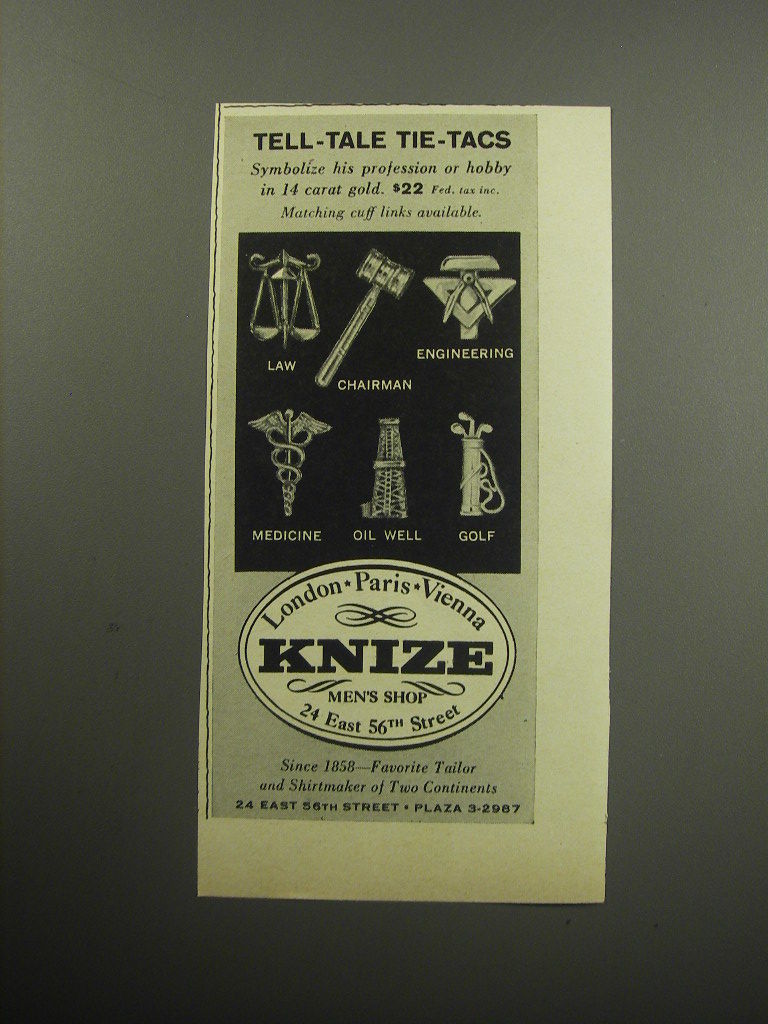 TELL-TALE TIE-TACS
Symbolize his profession or hobby
in 14 carat gold. $22 Fed. tax inc.
Matching cuff links available.
LAW
CHAIRMAN
ENGINEERING
MEDICINE
OIL WELL
GOLF
London★Paris★Vienna
KNIZE
MEN'S SHOP
24 East 56TH Street
Since 1858—Favorite Tailor
and Shirtmaker of Two Continents
24 EAST 56TH STREET • PLAZA 3-2987